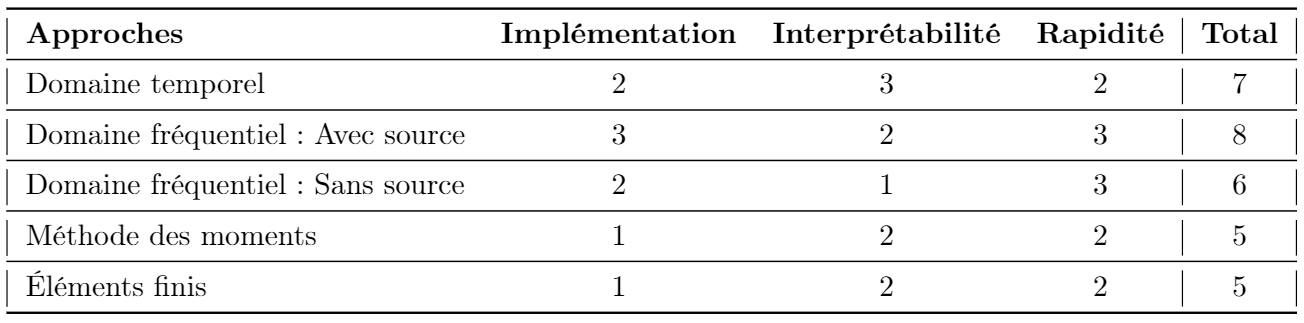 Approches Implémentation Interprétabilité Rapidité Total
Domaine temporel 2 3 2 7
Domaine fréquentiel : Avec source 3 2 3 8
Domaine fréquentiel : Sans source 2 1 3 6
Méthode des moments 1 2 2 5
Éléments finis 1 2 2 5